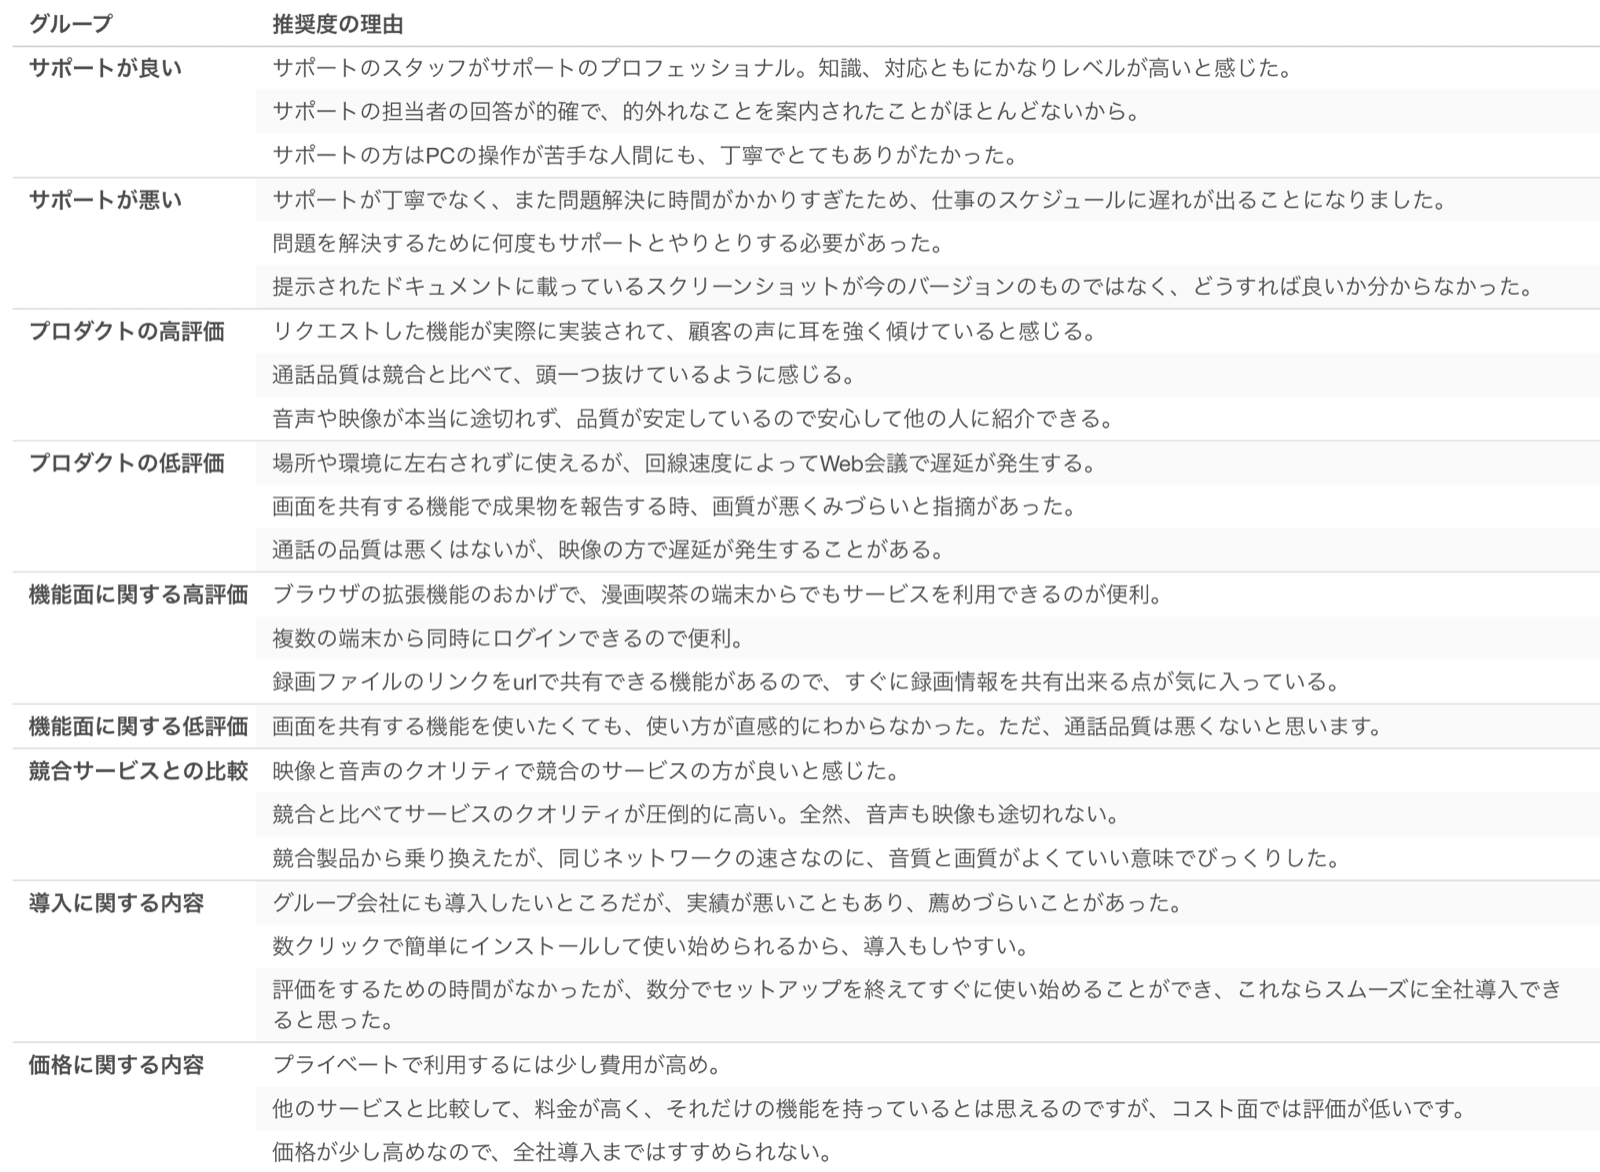 グループ 推奨度の理由
サポートが良い サポートのスタッフがサポートのプロフェッショナル。知識、対応ともにかなりレベルが高いと感じた。
サポートの担当者の回答が的確で、的外れなことを案内されたことがほとんどないから。
サポートの方はPCの操作が苦手な人間にも、丁寧でとてもありがたかった。
サポートが悪い サポートが丁寧でなく、また問題解決に時間がかかりすぎたため、仕事のスケジュールに遅れが出ることになりました。
問題を解決するために何度もサポートとやりとりする必要があった。
提示されたドキュメントに載っているスクリーンショットが今のバージョンのものではなく、どうすれば良いか分からなかった。
プロダクトの高評価 リクエストした機能が実際に実装されて、顧客の声に耳を強く傾けていると感じる。
通話品質は競合と比べて、頭一つ抜けているように感じる。
音声や映像が本当に途切れず、品質が安定しているので安心して他の人に紹介できる。
プロダクトの低評価 場所や環境に左右されずに使えるが、回線速度によってWeb会議で遅延が発生する。
画面を共有する機能で成果物を報告する時、画質が悪くみづらいと指摘があった。
通話の品質は悪くはないが、映像の方で遅延が発生することがある。
機能面に関する高評価 ブラウザの拡張機能のおかげで、漫画喫茶の端末からでもサービスを利用できるのが便利。
複数の端末から同時にログインできるので便利。
録画ファイルのリンクをurlで共有できる機能があるので、すぐに録画情報を共有出来る点が気に入っている。
機能面に関する低評価 画面を共有する機能を使いたくても、使い方が直感的にわからなかった。ただ、通話品質は悪くないと思います。
競合サービスとの比較 映像と音声のクオリティで競合のサービスの方が良いと感じた。
競合と比べてサービスのクオリティが圧倒的に高い。全然、音声も映像も途切れない。
競合製品から乗り換えたが、同じネットワークの速さなのに、音質と画質がよくていい意味でびっくりした。
導入に関する内容 グループ会社にも導入したいところだが、実績が悪いこともあり、薦めづらいことがあった。
数クリックで簡単にインストールして使い始められるから、導入もしやすい。
評価をするための時間がなかったが、数分でセットアップを終えてすぐに使い始めることができ、これならスムーズに全社導入でき
ると思った。
価格に関する内容 プライベートで利用するには少し費用が高め。
他のサービスと比較して、料金が高く、それだけの機能を持っているとは思えるのですが、コスト面では評価が低いです。
価格が少し高めなので、全社導入まではすすめられない。